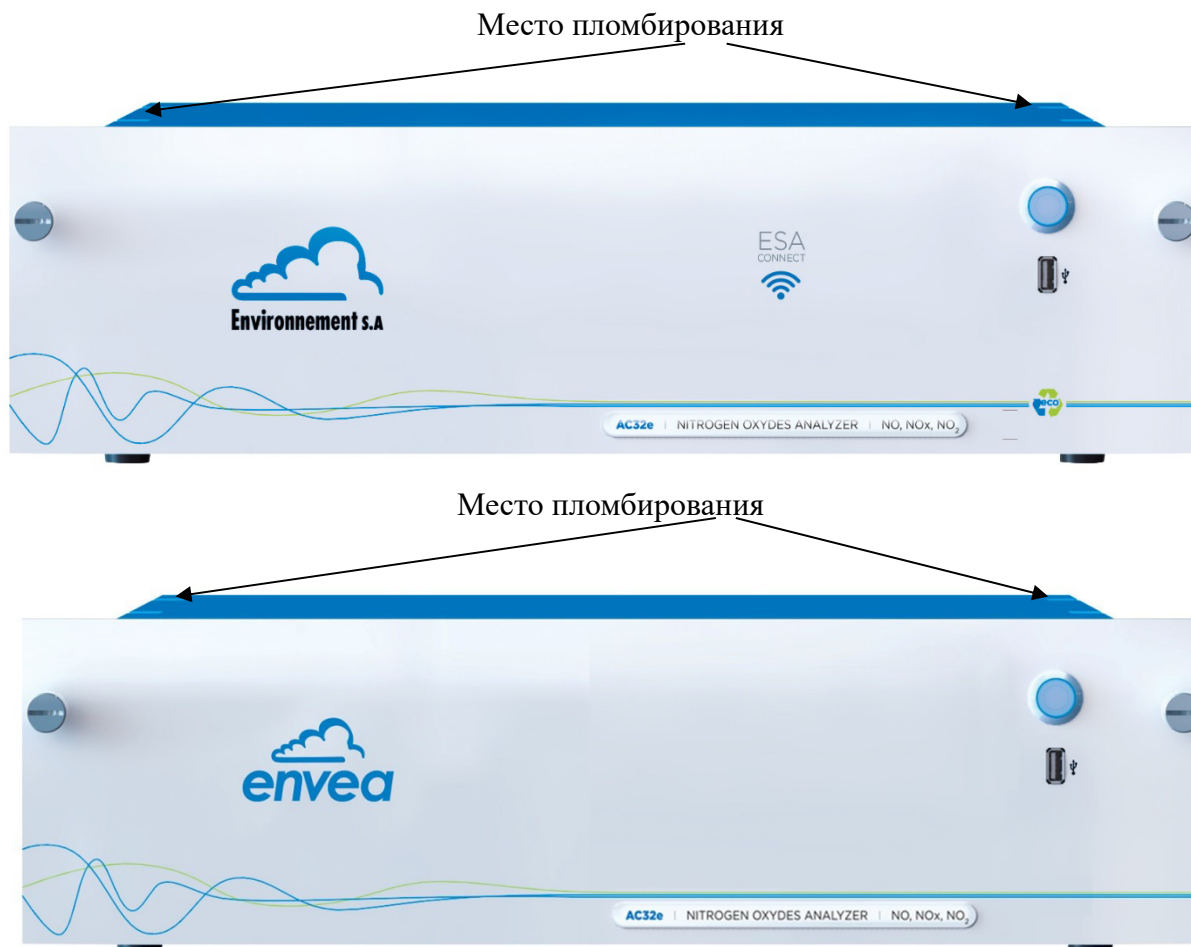 Место пломбирования
ESA
CONNECT
Environnement s.a
eco
AC32e | NITROGEN OXYDES ANALYZER | NO, NOx, NO₂
Место пломбирования
envea
AC32e | NITROGEN OXYDES ANALYZER | NO, NOx, NO₂